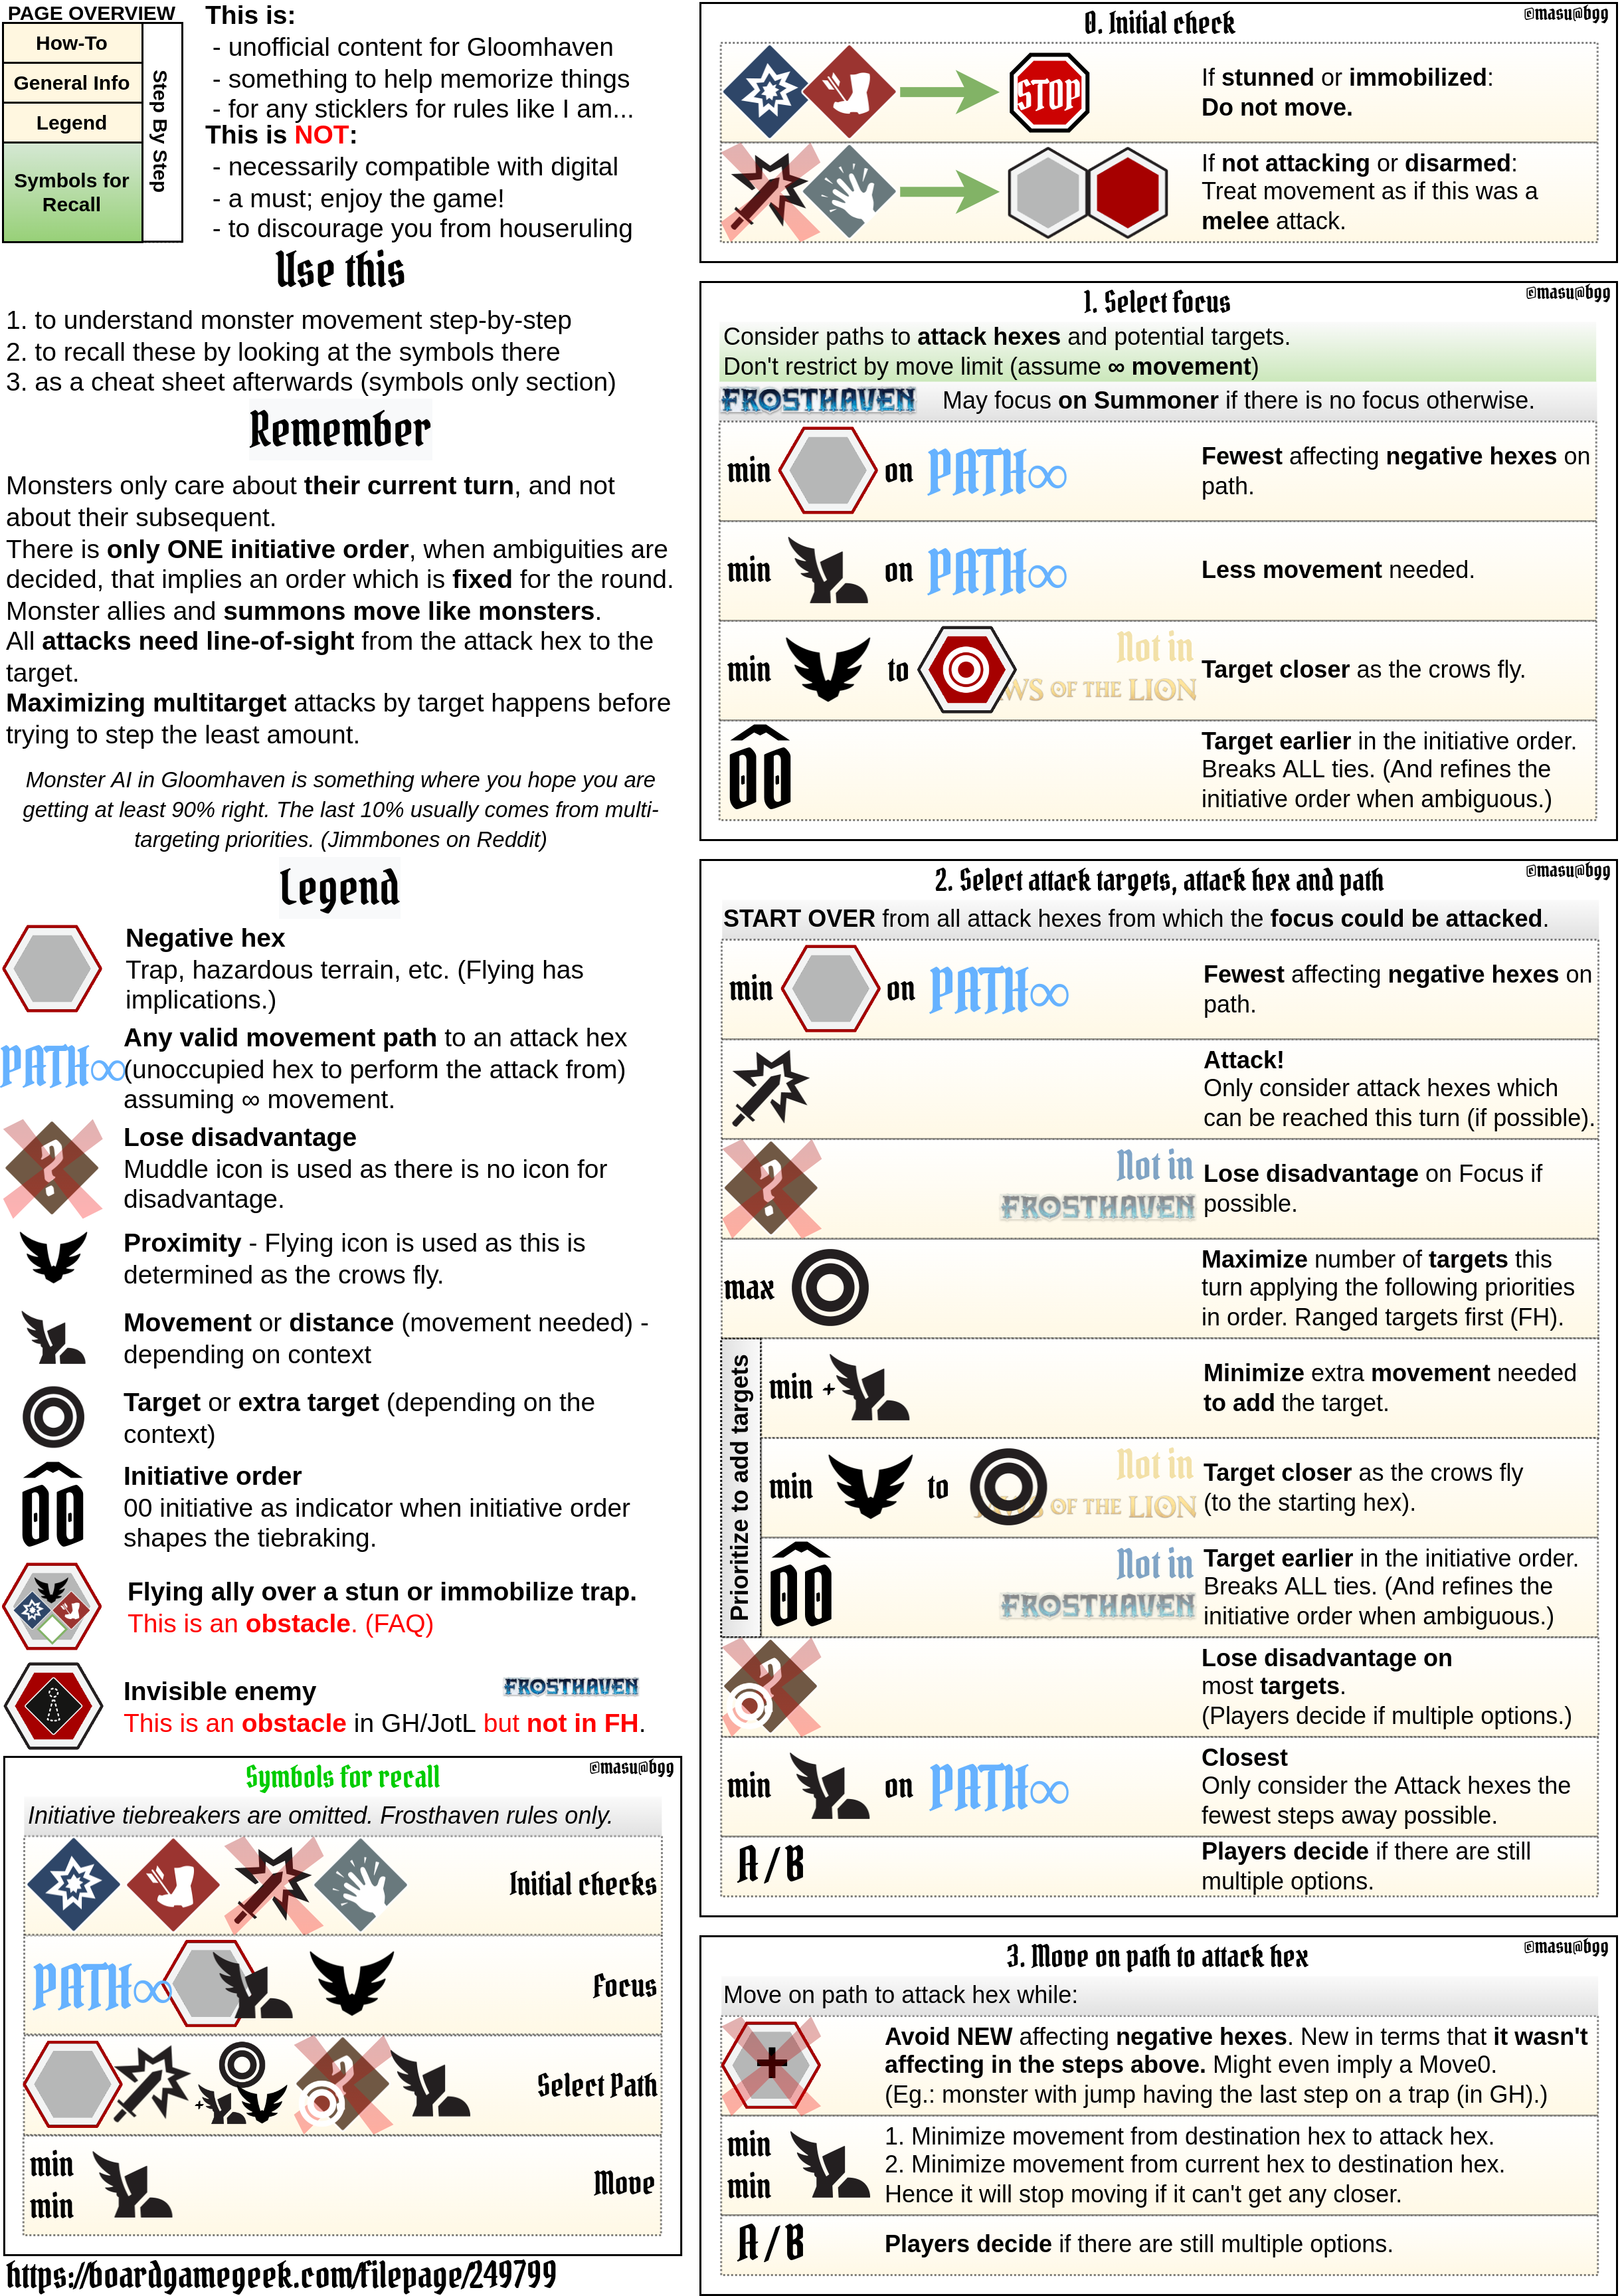 PAGE OVERVIEW
How-To
General Info
Legend
Symbols for
Recall
Step By Step
This is:
- unofficial content for Gloomhaven
- something to help memorize things
- for any sticklers for rules like I am...
This is NOT:
- necessarily compatible with digital
- a must; enjoy the game!
- to discourage you from houseruling
Use this
1. to understand monster movement step-by-step
2. to recall these by looking at the symbols there
3. as a cheat sheet afterwards (symbols only section)
Remember
Monsters only care about their current turn, and not
about their subsequent.
There is only ONE initiative order, when ambiguities are
decided, that implies an order which is fixed for the round.
Monster allies and summons move like monsters.
All attacks need line-of-sight from the attack hex to the
target.
Maximizing multitarget attacks by target happens before
trying to step the least amount.
Monster AI in Gloomhaven is something where you hope you are
getting at least 90% right. The last 10% usually comes from multi-
targeting priorities. (Jimmbones on Reddit)
Legend
Negative hex
Trap, hazardous terrain, etc. (Flying has
implications.)
PATH∞
Any valid movement path to an attack hex
(unoccupied hex to perform the attack from)
assuming ∞ movement.
?
Lose disadvantage
Muddle icon is used as there is no icon for
disadvantage.
Proximity - Flying icon is used as this is
determined as the crows fly.
Movement or distance (movement needed) -
depending on context
Target or extra target (depending on the
context)
00
Initiative order
00 initiative as indicator when initiative order
shapes the tiebraking.
Flying ally over a stun or immobilize trap.
This is an obstacle. (FAQ)
Invisible enemy
FROSTHAVEN
This is an obstacle in GH/JotL but not in FH.
Symbols for recall
©masu@bgg
Initiative tiebreakers are omitted. Frosthaven rules only.
Initial checks
PATH∞
Focus
+
?
Select Path
min
min
Move
https://boardgamegeek.com/filepage/249799
0. Initial check
©masu@bgg
STOP
If stunned or immobilized:
Do not move.
If not attacking or disarmed:
Treat movement as if this was a
melee attack.
1. Select focus
©masu@bgg
Consider paths to attack hexes and potential targets.
Don't restrict by move limit (assume ∞ movement)
FROSTHAVEN
May focus on Summoner if there is no focus otherwise.
min on PATH∞
Fewest affecting negative hexes on
path.
min on PATH∞
Less movement needed.
min to
Not in
WS OF THE LION
Target closer as the crows fly.
00
Target earlier in the initiative order.
Breaks ALL ties. (And refines the
initiative order when ambiguous.)
2. Select attack targets, attack hex and path
©masu@bgg
START OVER from all attack hexes from which the focus could be attacked.
min on PATH∞
Fewest affecting negative hexes on
path.
Attack!
Only consider attack hexes which
can be reached this turn (if possible).
?
Not in
FROSTHAVEN
Lose disadvantage on Focus if
possible.
max
Maximize number of targets this
turn applying the following priorities
in order. Ranged targets first (FH).
Prioritize to add targets
min +
Minimize extra movement needed
to add the target.
min to
Not in
OF THE LION
Target closer as the crows fly
(to the starting hex).
00
Not in
FROSTHAVEN
Target earlier in the initiative order.
Breaks ALL ties. (And refines the
initiative order when ambiguous.)
?
Lose disadvantage on
most targets.
(Players decide if multiple options.)
min on PATH∞
Closest
Only consider the Attack hexes the
fewest steps away possible.
A/B
Players decide if there are still
multiple options.
3. Move on path to attack hex
©masu@bgg
Move on path to attack hex while:
+
Avoid NEW affecting negative hexes. New in terms that it wasn't
affecting in the steps above. Might even imply a Move0.
(Eg.: monster with jump having the last step on a trap (in GH).)
min
min
1. Minimize movement from destination hex to attack hex.
2. Minimize movement from current hex to destination hex.
Hence it will stop moving if it can't get any closer.
A/B
Players decide if there are still multiple options.